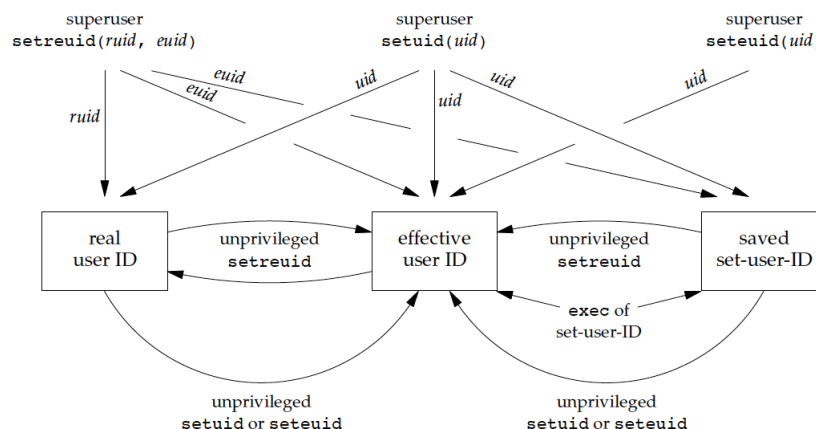 superuser
setreuid(ruid, euid)
superuser
setuid(uid)
superuser
seteuid(uid
ruid
euid
euid
uid
uid
uid
uid
real
user ID
unprivileged
setreuid
effective
user ID
unprivileged
setreuid
saved
set-user-ID
exec of
set-user-ID
unprivileged
setuid or seteuid
unprivileged
setuid or seteuid